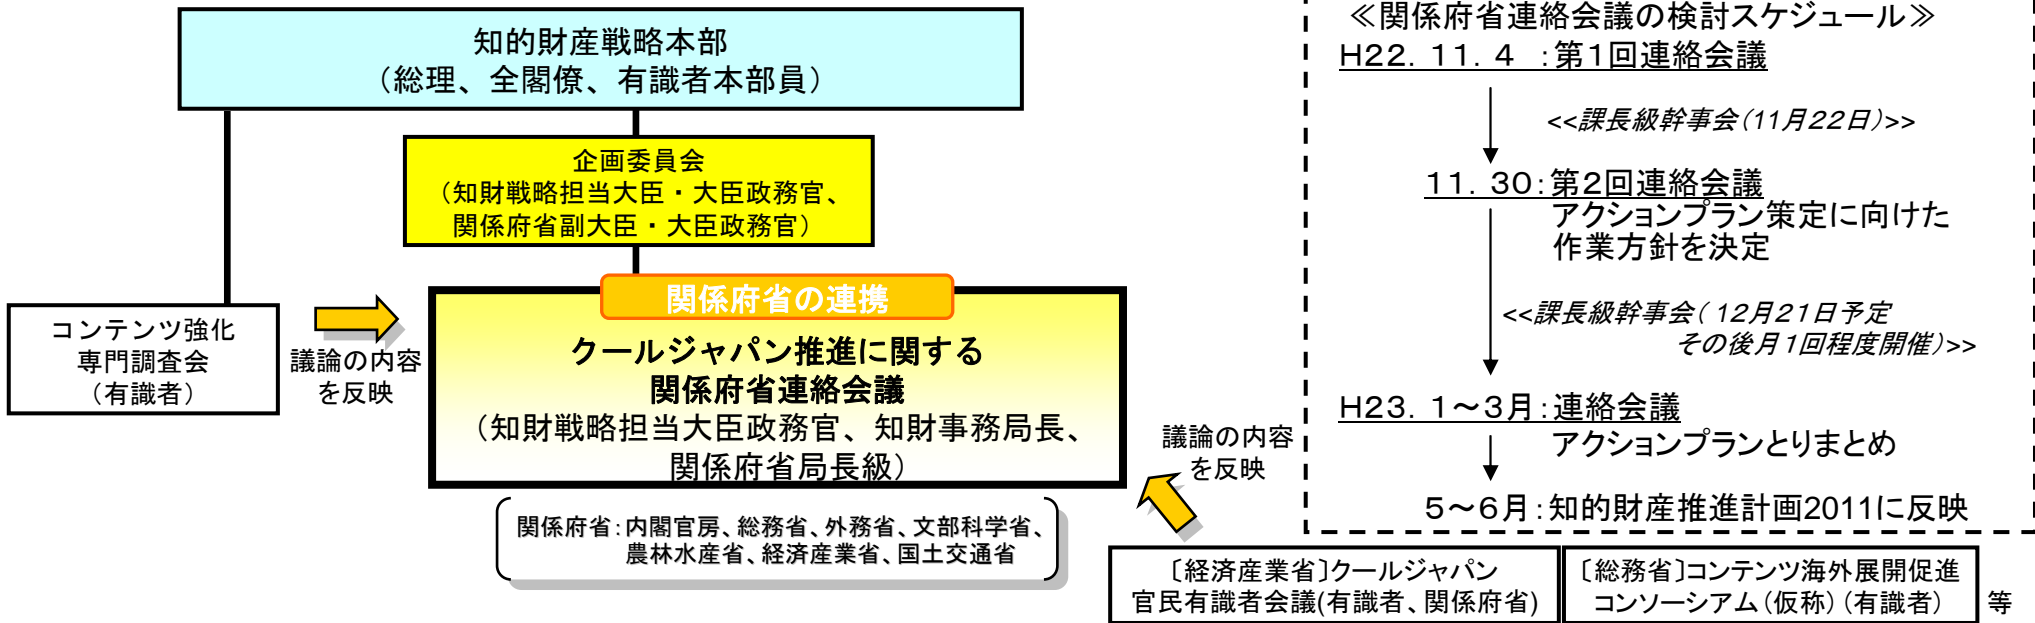 知的財産戦略本部
（総理、全閣僚、有識者本部員）
企画委員会
（知財戦略担当大臣・大臣政務官、
関係府省副大臣・大臣政務官）
関係府省の連携
クールジャパン推進に関する
関係府省連絡会議
（知財戦略担当大臣政務官、知財事務局長、
関係府省局長級）
コンテンツ強化
専門調査会
（有識者）
議論の内容
を反映
関係府省：内閣官房、総務省、外務省、文部科学省、
農林水産省、経済産業省、国土交通省
議論の内容
を反映
〔経済産業省〕クールジャパン
官民有識者会議(有識者、関係府省)
〔総務省〕コンテンツ海外展開促進
コンソーシアム（仮称）（有識者）
等
≪関係府省連絡会議の検討スケジュール≫
H22．11．4　：第1回連絡会議
<<課長級幹事会（11月22日）>>
11．30：第2回連絡会議
アクションプラン策定に向けた
作業方針を決定
<<課長級幹事会（12月21日予定
その後月1回程度開催）>>
H23．1～3月：連絡会議
アクションプランとりまとめ
5～6月：知的財産推進計画2011に反映